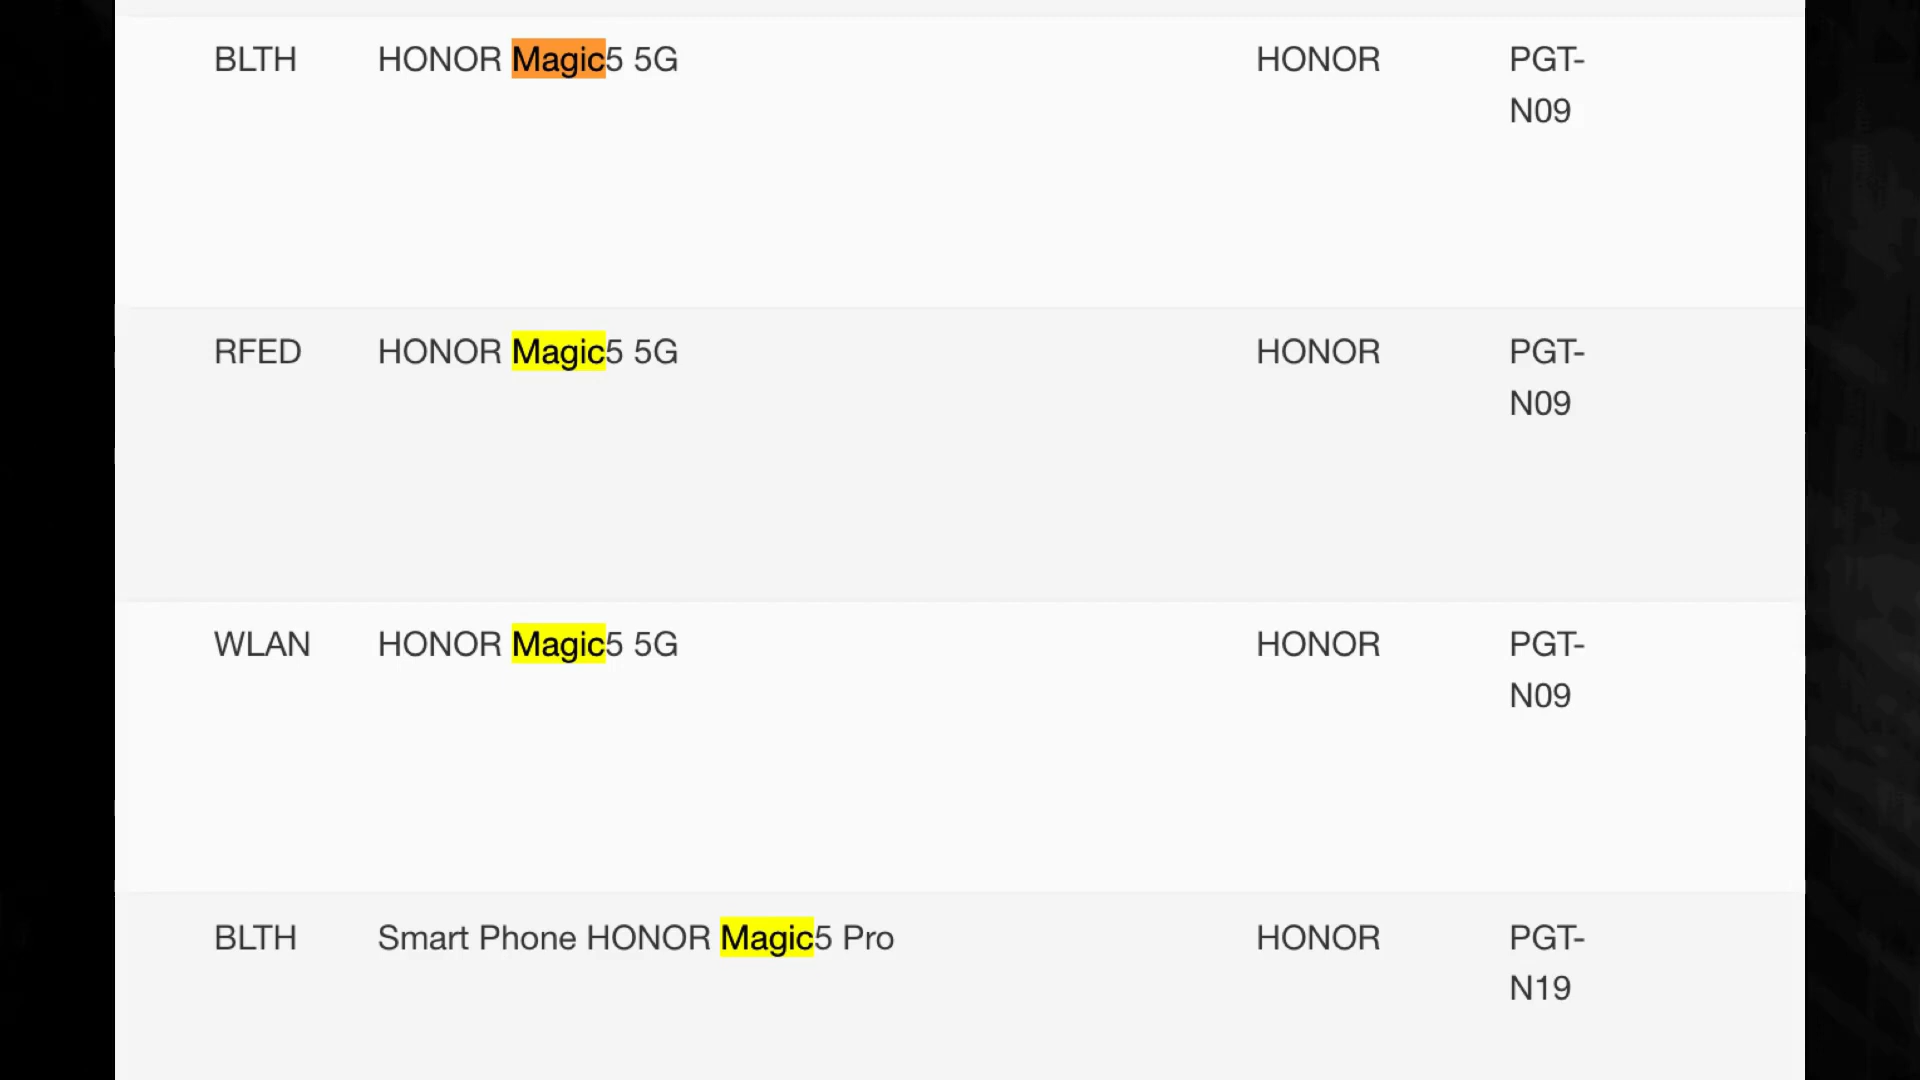 BLTH HONOR Magic5 5G HONOR PGT-
N09
RFED HONOR Magic5 5G HONOR PGT-
N09
WLAN HONOR Magic5 5G HONOR PGT-
N09
BLTH Smart Phone HONOR Magic5 Pro HONOR PGT-
N19